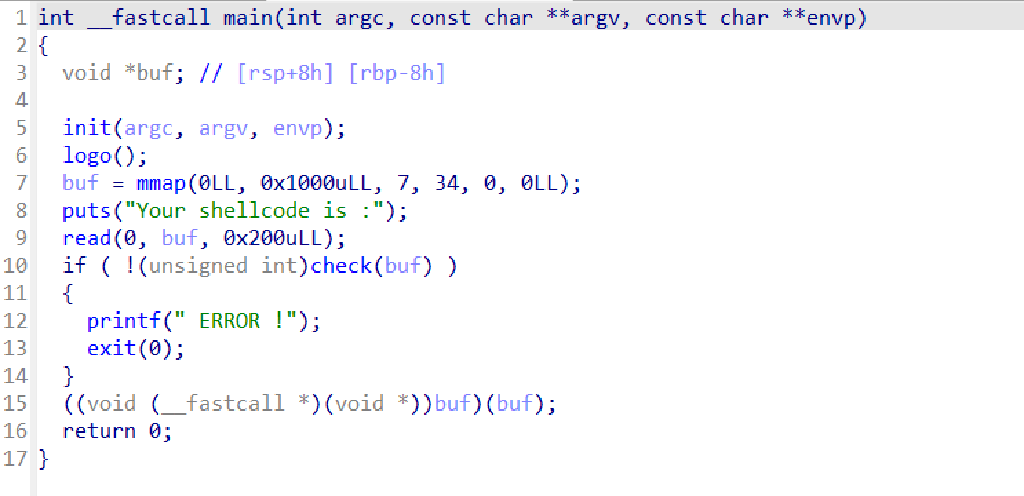 1 int __fastcall main(int argc, const char **argv, const char **envp)
2 {
3 void *buf; // [rsp+8h] [rbp-8h]
4
5 init(argc, argv, envp);
6 logo();
7 buf = mmap(0LL, 0x1000uLL, 7, 34, 0, 0LL);
8 puts("Your shellcode is :");
9 read(0, buf, 0x200uLL);
10 if ( !(unsigned int)check(buf) )
11 {
12 printf(" ERROR !");
13 exit(0);
14 }
15 ((void (__fastcall *)(void *))buf)(buf);
16 return 0;
17 }